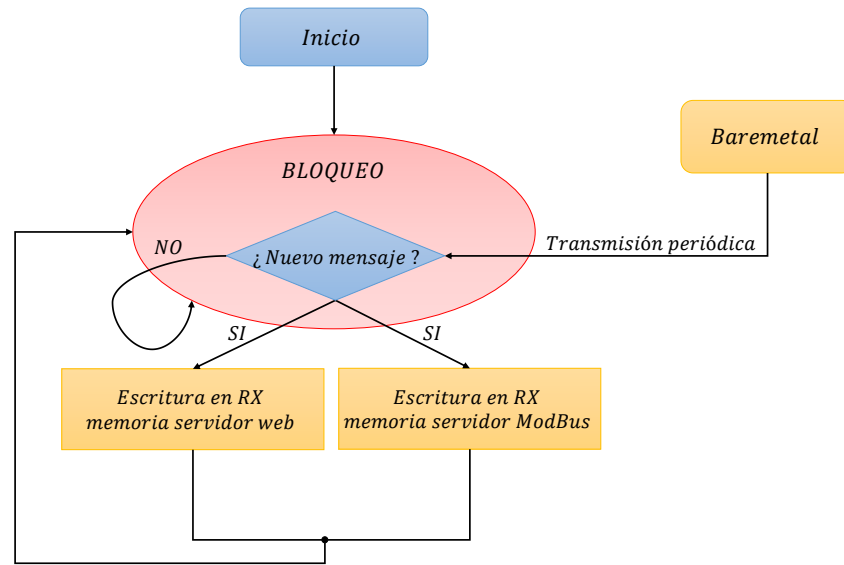 Inicio
Baremetal
BLOQUEO
NO
¿ Nuevo mensaje ?
Transmisión periódica
SI
SI
Escritura en RX
memoria servidor web
Escritura en RX
memoria servidor ModBus